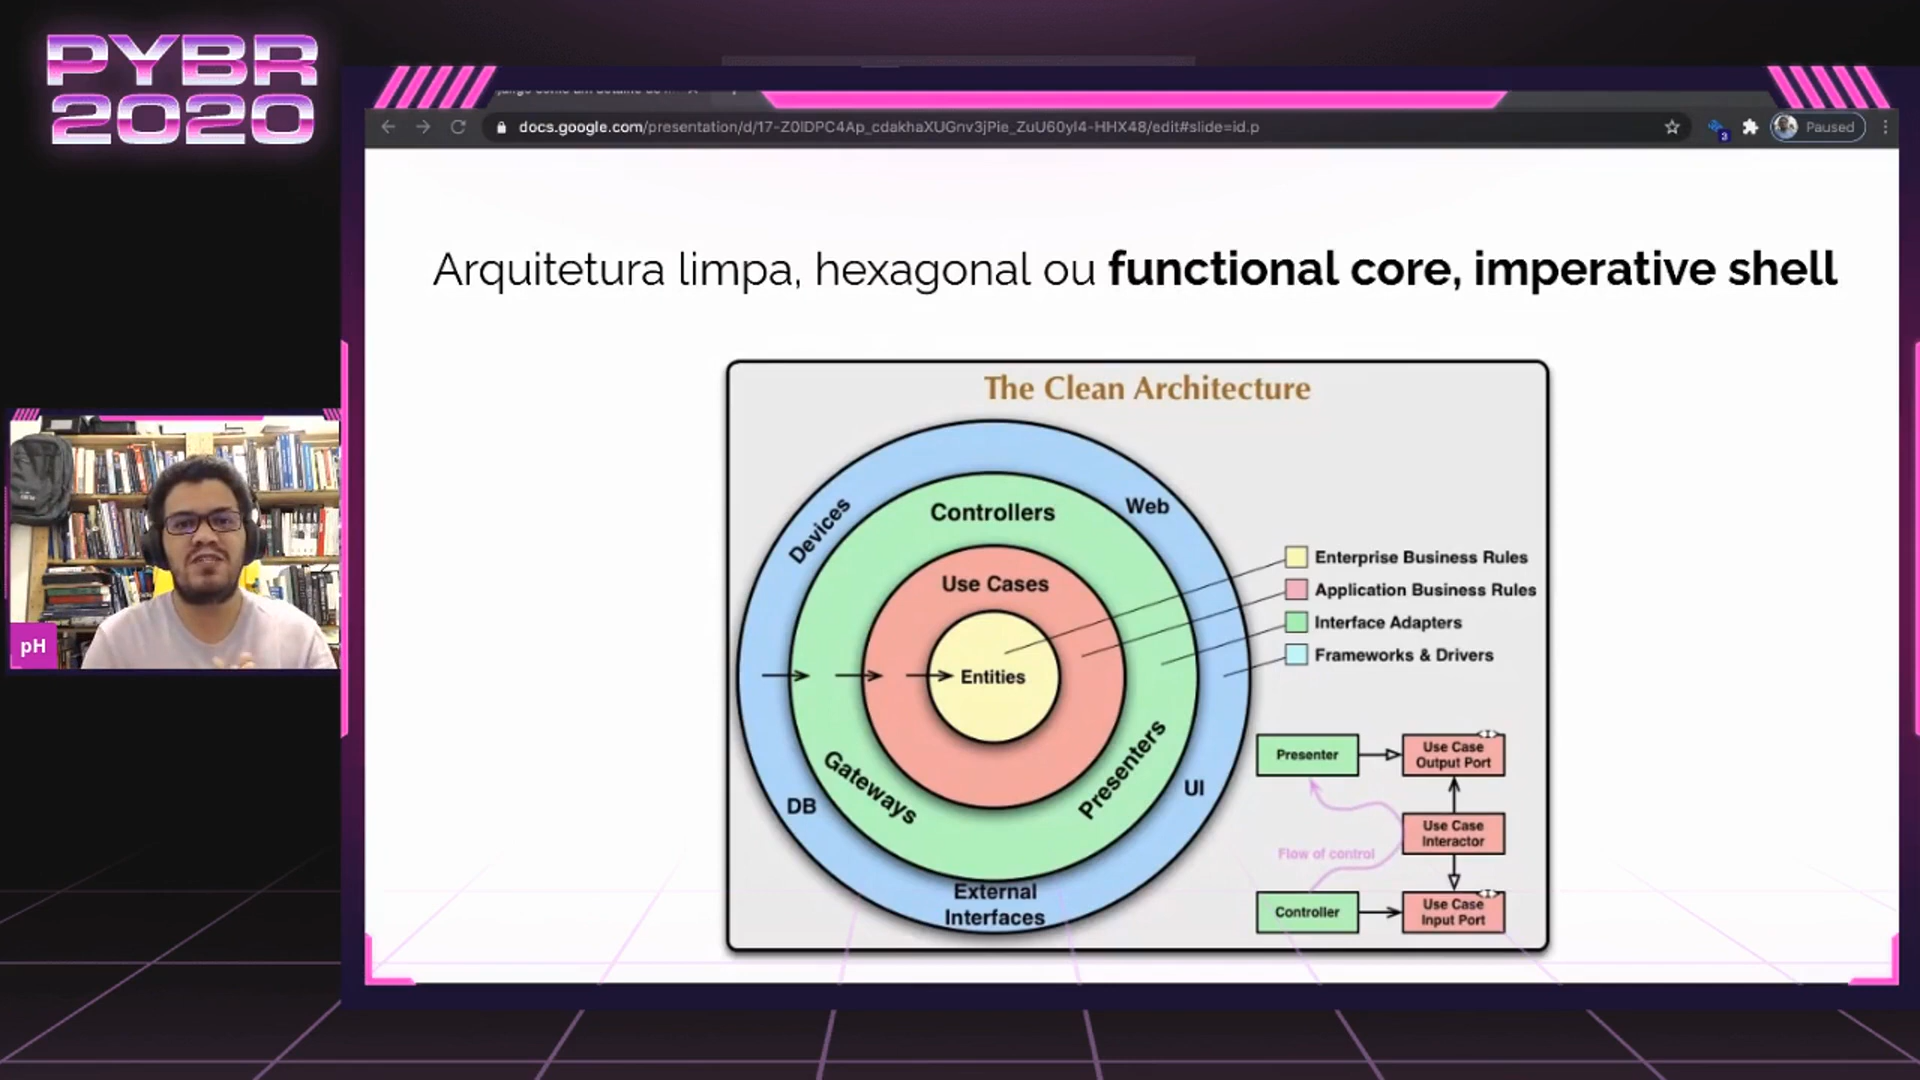 PYBR
2020
docs.google.com/presentation/d/17-Z0IDPC4Ap_cdakhaXUGnv3jPie_ZuU60yI4-HHX48/edit#slide=id.p
3
Paused
Arquitetura limpa, hexagonal ou functional core, imperative shell
The Clean Architecture
Devices
Controllers
Web
Use Cases
Entities
Gateways
Presenters
DB
UI
External
Interfaces
Enterprise Business Rules
Application Business Rules
Interface Adapters
Frameworks & Drivers
Presenter
Use Case
Output Port
Use Case
Interactor
Flow of control
Controller
Use Case
Input Port
pH